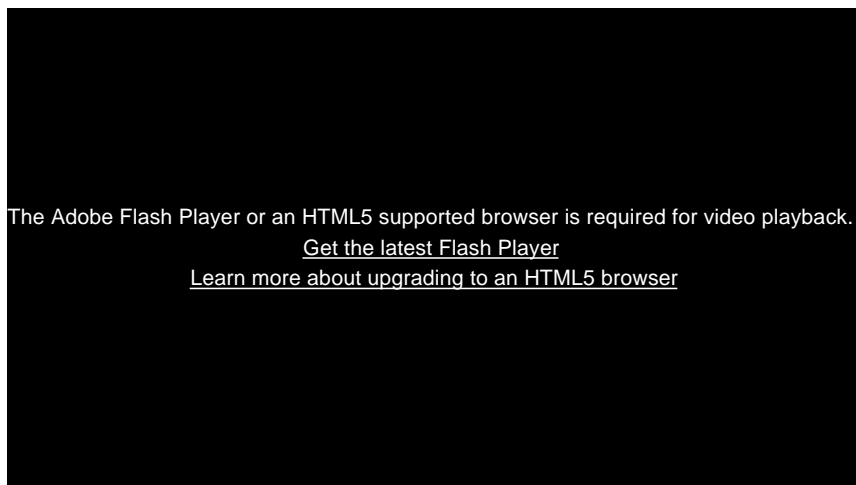 The Adobe Flash Player or an HTML5 supported browser is required for video playback.
Get the latest Flash Player
Learn more about upgrading to an HTML5 browser